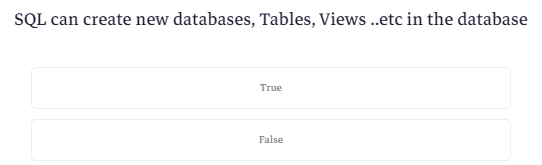 SQL can create new databases, Tables, Views ..etc in the database
True
False